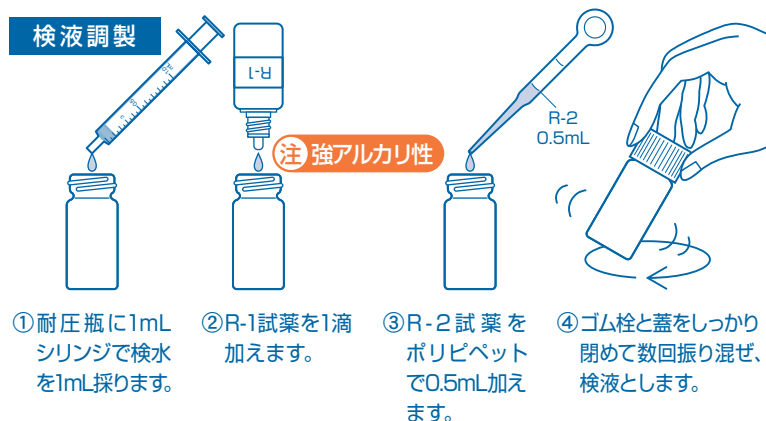 検液調製
R-1
R-2
0.5mL
注 強アルカリ性
①耐圧瓶に1mL
シリンジで検水
を1mL採ります。
②R-1試薬を1滴
加えます。
③R-2試薬を
ポリピペット
で0.5mL加え
ます。
④ゴム栓と蓋をしっかり
閉めて数回振り混ぜ、
検液とします。